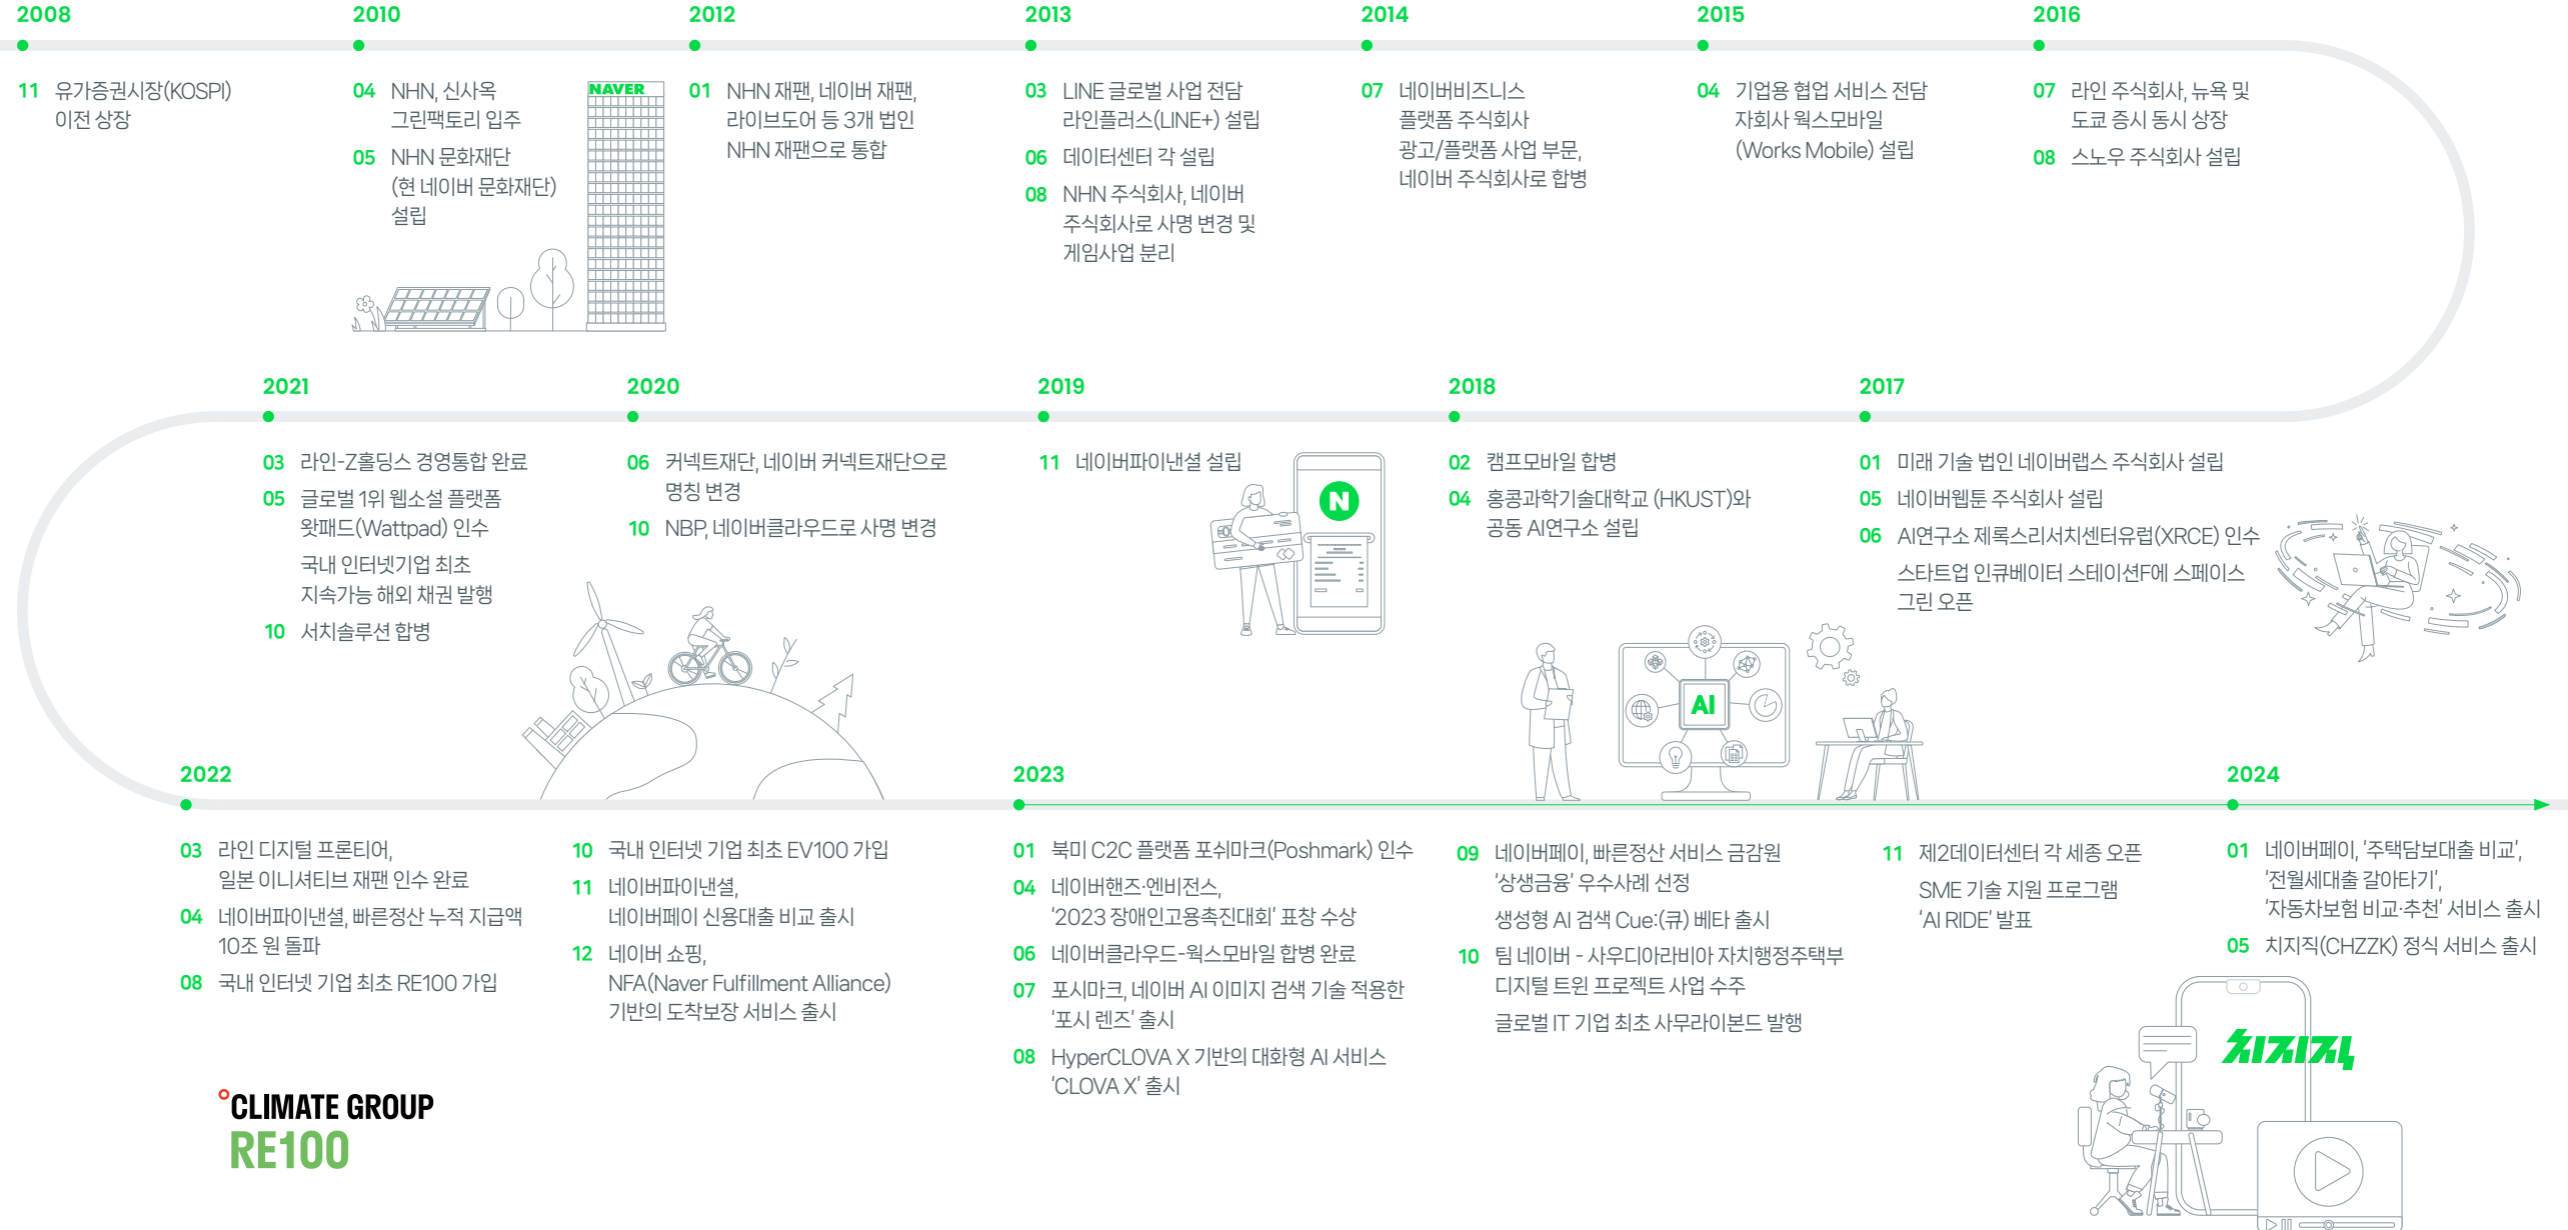 2008
11 유가증권시장(KOSPI)
이전 상장
2010
04 NHN, 신사옥
그린팩토리 입주
05 NHN 문화재단
(현 네이버 문화재단)
설립
NAVER
2012
01 NHN 재팬, 네이버 재팬,
라이브도어 등 3개 법인
NHN 재팬으로 통합
2013
03 LINE 글로벌 사업 전담
라인플러스(LINE+) 설립
06 데이터센터 각 설립
08 NHN 주식회사, 네이버
주식회사로 사명 변경 및
게임사업 분리
2014
07 네이버비즈니스
플랫폼 주식회사
광고/플랫폼 사업 부문,
네이버 주식회사로 합병
2015
04 기업용 협업 서비스 전담
자회사 웍스모바일
(Works Mobile) 설립
2016
07 라인 주식회사, 뉴욕 및
도쿄 증시 동시 상장
08 스노우 주식회사 설립
2017
01 미래 기술 법인 네이버랩스 주식회사 설립
05 네이버웹툰 주식회사 설립
06 AI연구소 제록스리서치센터유럽(XRCE) 인수
스타트업 인큐베이터 스테이션F에 스페이스
그린 오픈
2018
02 캠프모바일 합병
04 홍콩과학기술대학교 (HKUST)와
공동 AI연구소 설립
AI
2019
11 네이버파이낸셜 설립
N
2020
06 커넥트재단, 네이버 커넥트재단으로
명칭 변경
10 NBP, 네이버클라우드로 사명 변경
2021
03 라인-Z홀딩스 경영통합 완료
05 글로벌 1위 웹소설 플랫폼
왓패드(Wattpad) 인수
국내 인터넷기업 최초
지속가능 해외 채권 발행
10 서치솔루션 합병
2022
03 라인 디지털 프론티어,
일본 이니셔티브 재팬 인수 완료
04 네이버파이낸셜, 빠른정산 누적 지급액
10조 원 돌파
08 국내 인터넷 기업 최초 RE100 가입
10 국내 인터넷 기업 최초 EV100 가입
11 네이버파이낸셜,
네이버페이 신용대출 비교 출시
12 네이버 쇼핑,
NFA(Naver Fulfillment Alliance)
기반의 도착보장 서비스 출시
°CLIMATE GROUP
RE100
2023
01 북미 C2C 플랫폼 포쉬마크(Poshmark) 인수
04 네이버핸즈·엔비전스,
‘2023 장애인고용촉진대회’ 표창 수상
06 네이버클라우드-웍스모바일 합병 완료
07 포시마크, 네이버 AI 이미지 검색 기술 적용한
‘포시 렌즈’ 출시
08 HyperCLOVA X 기반의 대화형 AI 서비스
‘CLOVA X’ 출시
09 네이버페이, 빠른정산 서비스 금감원
‘상생금융’ 우수사례 선정
생성형 AI 검색 Cue:(큐) 베타 출시
10 팀 네이버 - 사우디아라비아 자치행정주택부
디지털 트윈 프로젝트 사업 수주
글로벌 IT 기업 최초 사무라이본드 발행
11 제2데이터센터 각 세종 오픈
SME 기술 지원 프로그램
‘AI RIDE’ 발표
2024
01 네이버페이, ‘주택담보대출 비교’,
‘전월세대출 갈아타기’,
‘자동차보험 비교·추천’ 서비스 출시
05 치지직(CHZZK) 정식 서비스 출시
치지직